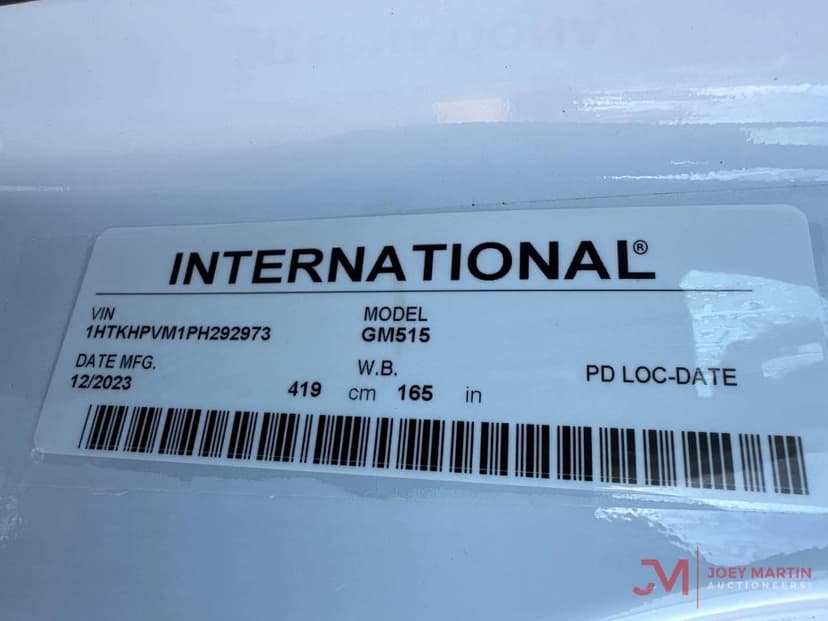 INTERNATIONAL®
VIN
1HTKHPVM1PH292973
MODEL
GM515
DATE MFG.
12/2023
W.B.
419 cm 165 in
PD LOC-DATE
JM JOEY MARTIN
AUCTIONEERS